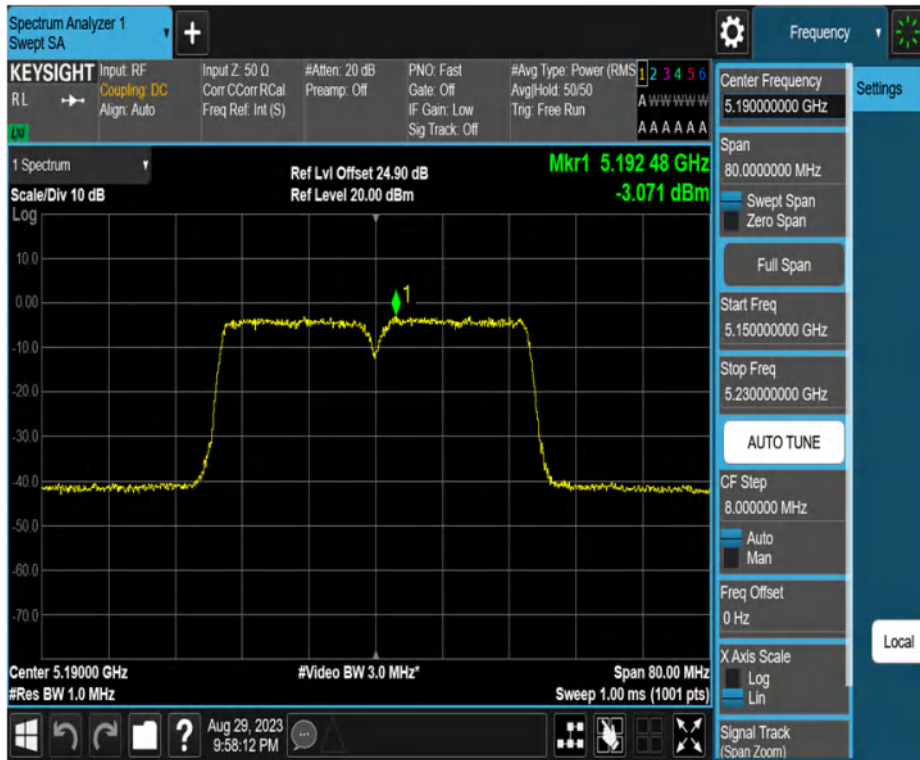 Spectrum Analyzer 1
Swept SA
+
Frequency
KEYSIGHT
RL
LXI
Input: RF
Coupling: DC
Align: Auto
Input Z: 50 Ω
Corr CCorr RCal
Freq Ref: Int (S)
#Atten: 20 dB
Preamp: Off
PNO: Fast
Gate: Off
IF Gain: Low
Sig Track: Off
#Avg Type: Power (RMS
Avg|Hold: 50/50
Trig: Free Run
1 2 3 4 5 6
A W W W W W
A A A A A A
1 Spectrum
Scale/Div 10 dB
Log
Ref Lvl Offset 24.90 dB
Ref Level 20.00 dBm
Mkr1 5.192 48 GHz
-3.071 dBm
10.0
0.00
-10.0
-20.0
-30.0
-40.0
-50.0
-60.0
-70.0
1
Center 5.19000 GHz
#Res BW 1.0 MHz
#Video BW 3.0 MHz*
Span 80.00 MHz
Sweep 1.00 ms (1001 pts)
?
Aug 29, 2023
9:58:12 PM
Center Frequency
5.190000000 GHz
Span
80.0000000 MHz
Swept Span
Zero Span
Full Span
Start Freq
5.150000000 GHz
Stop Freq
5.230000000 GHz
AUTO TUNE
CF Step
8.000000 MHz
Auto
Man
Freq Offset
0 Hz
X Axis Scale
Log
Lin
Signal Track
(Span Zoom)
Settings
Local